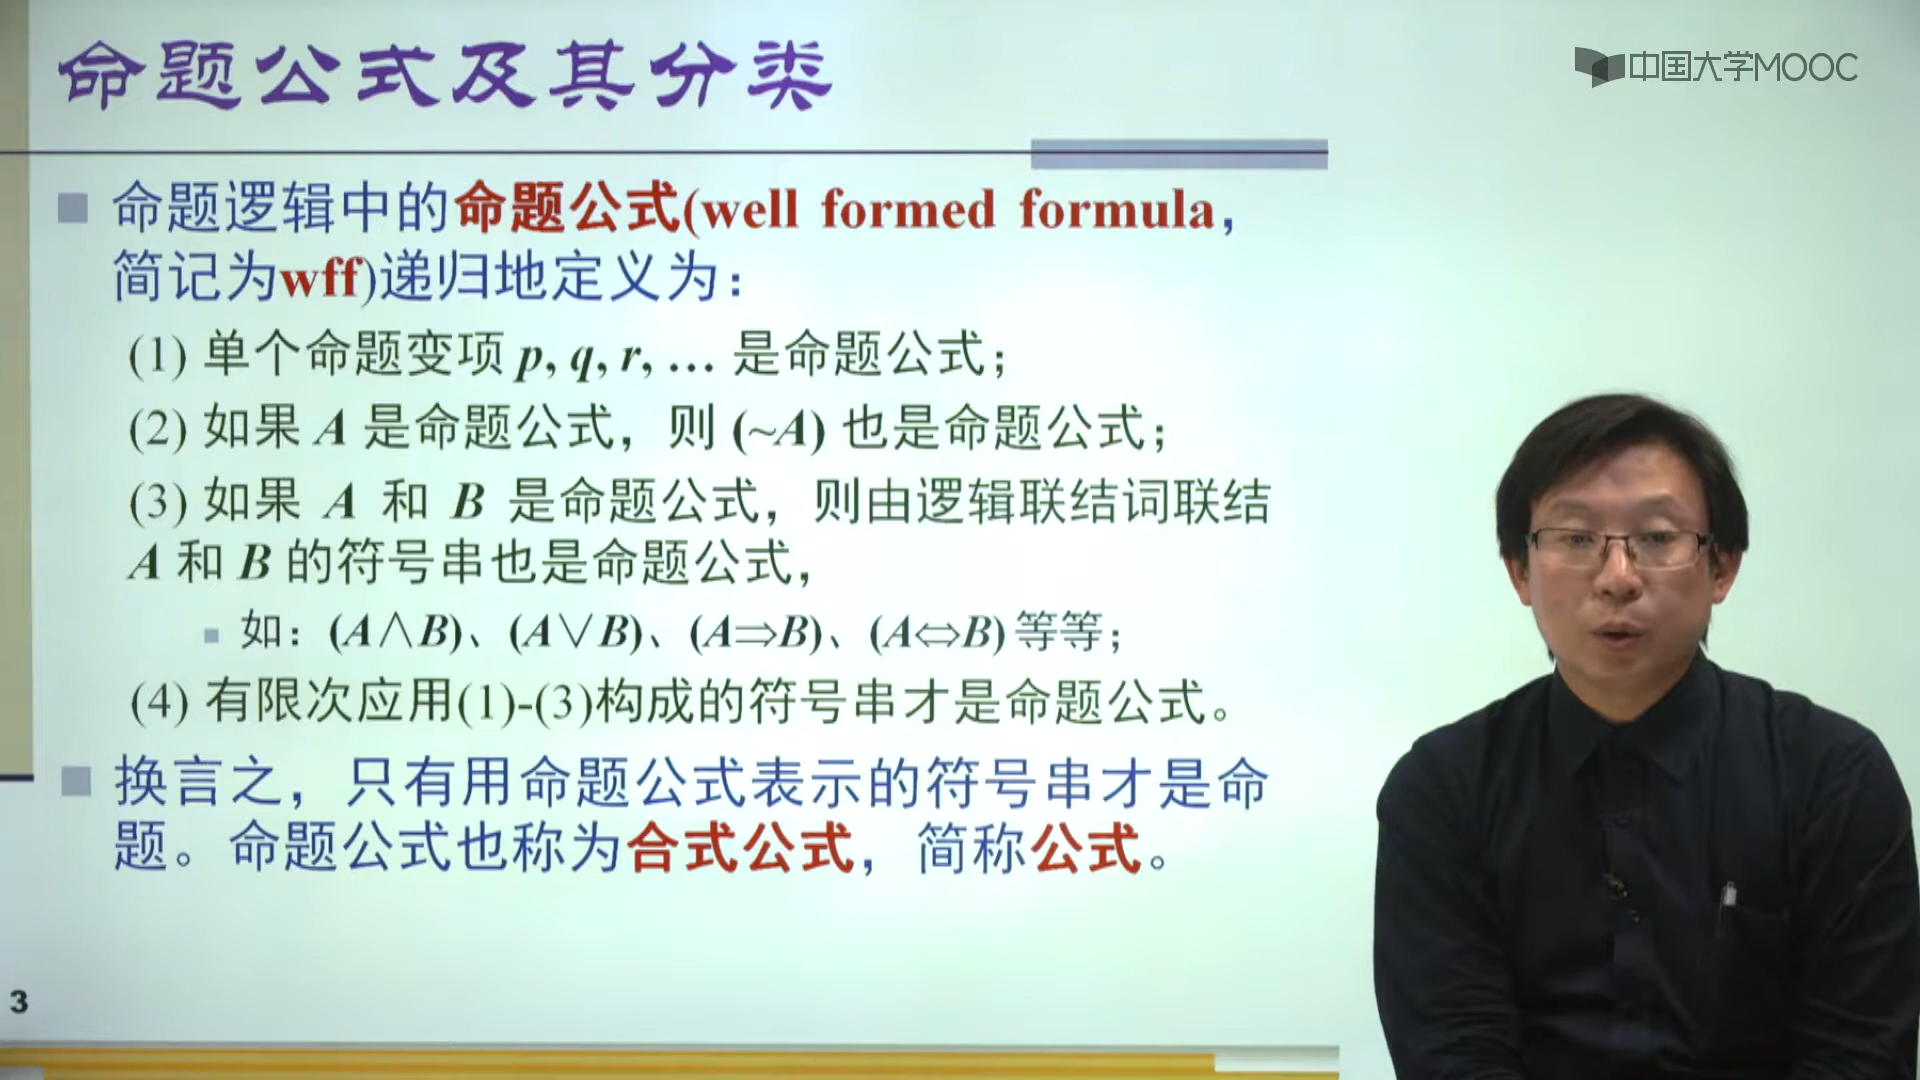 命题公式及其分类
中国大学MOOC
命题逻辑中的命题公式(well formed formula,
简记为wff)递归地定义为：
(1) 单个命题变项 p, q, r, … 是命题公式；
(2) 如果 A 是命题公式，则 (~A) 也是命题公式；
(3) 如果 A 和 B 是命题公式，则由逻辑联结词联结
A 和 B 的符号串也是命题公式，
如：(A∧B)、(A∨B)、(A⇒B)、(A⇔B) 等等；
(4) 有限次应用(1)-(3)构成的符号串才是命题公式。
换言之，只有用命题公式表示的符号串才是命
题。命题公式也称为合式公式，简称公式。
3